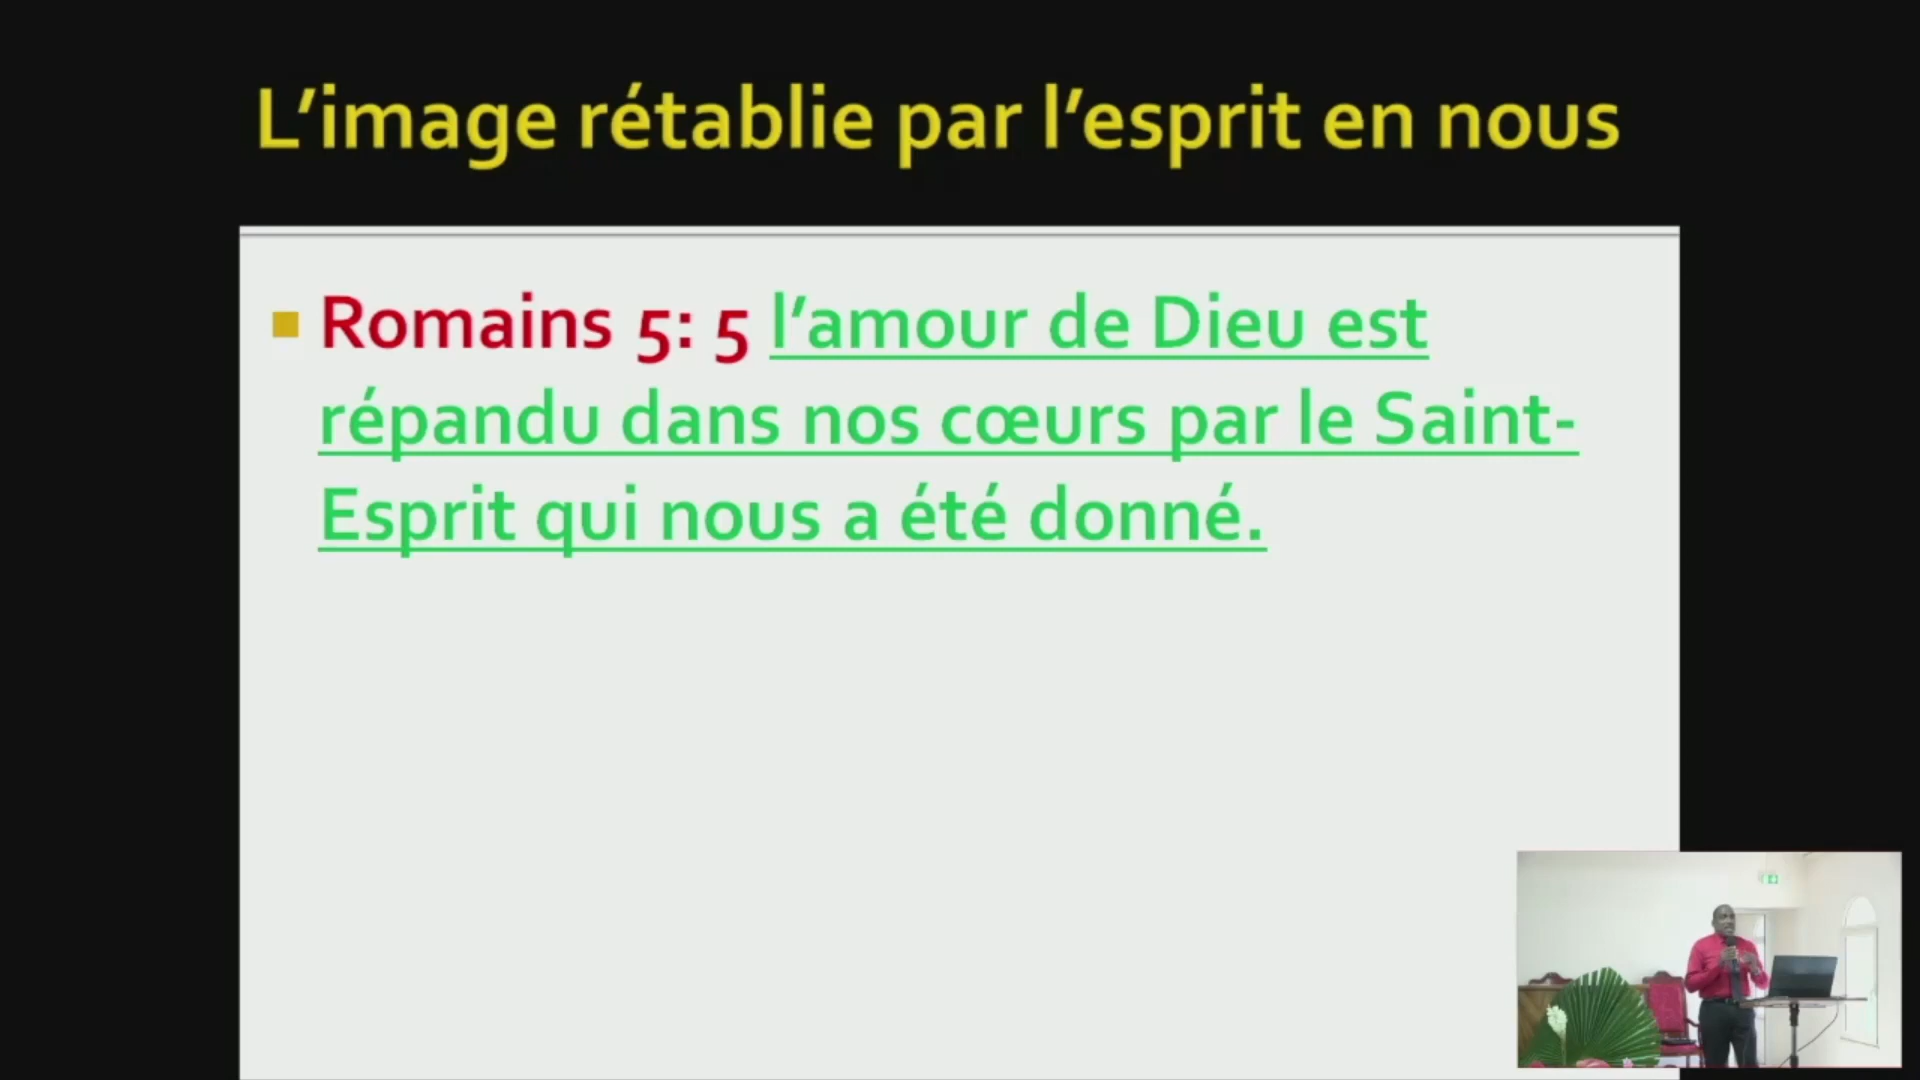 L’image rétablie par l’esprit en nous
Romains 5: 5 l’amour de Dieu est
répandu dans nos cœurs par le Saint-
Esprit qui nous a été donné.